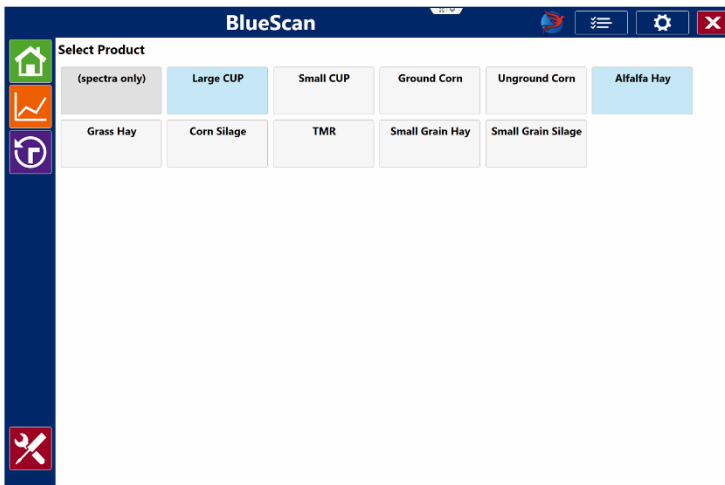 BlueScan
Select Product
(spectra only)
Large CUP
Small CUP
Ground Corn
Unground Corn
Alfalfa Hay
Grass Hay
Corn Silage
TMR
Small Grain Hay
Small Grain Silage